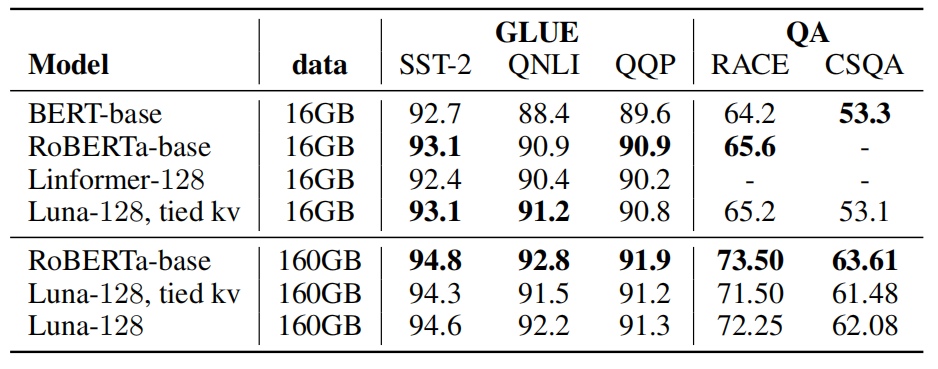 GLUE QA
Model data SST-2 QNLI QQP RACE CSQA
BERT-base 16GB 92.7 88.4 89.6 64.2 53.3
RoBERTa-base 16GB 93.1 90.9 90.9 65.6 -
Linformer-128 16GB 92.4 90.4 90.2 - -
Luna-128, tied kv 16GB 93.1 91.2 90.8 65.2 53.1
RoBERTa-base 160GB 94.8 92.8 91.9 73.50 63.61
Luna-128, tied kv 160GB 94.3 91.5 91.2 71.50 61.48
Luna-128 160GB 94.6 92.2 91.3 72.25 62.08